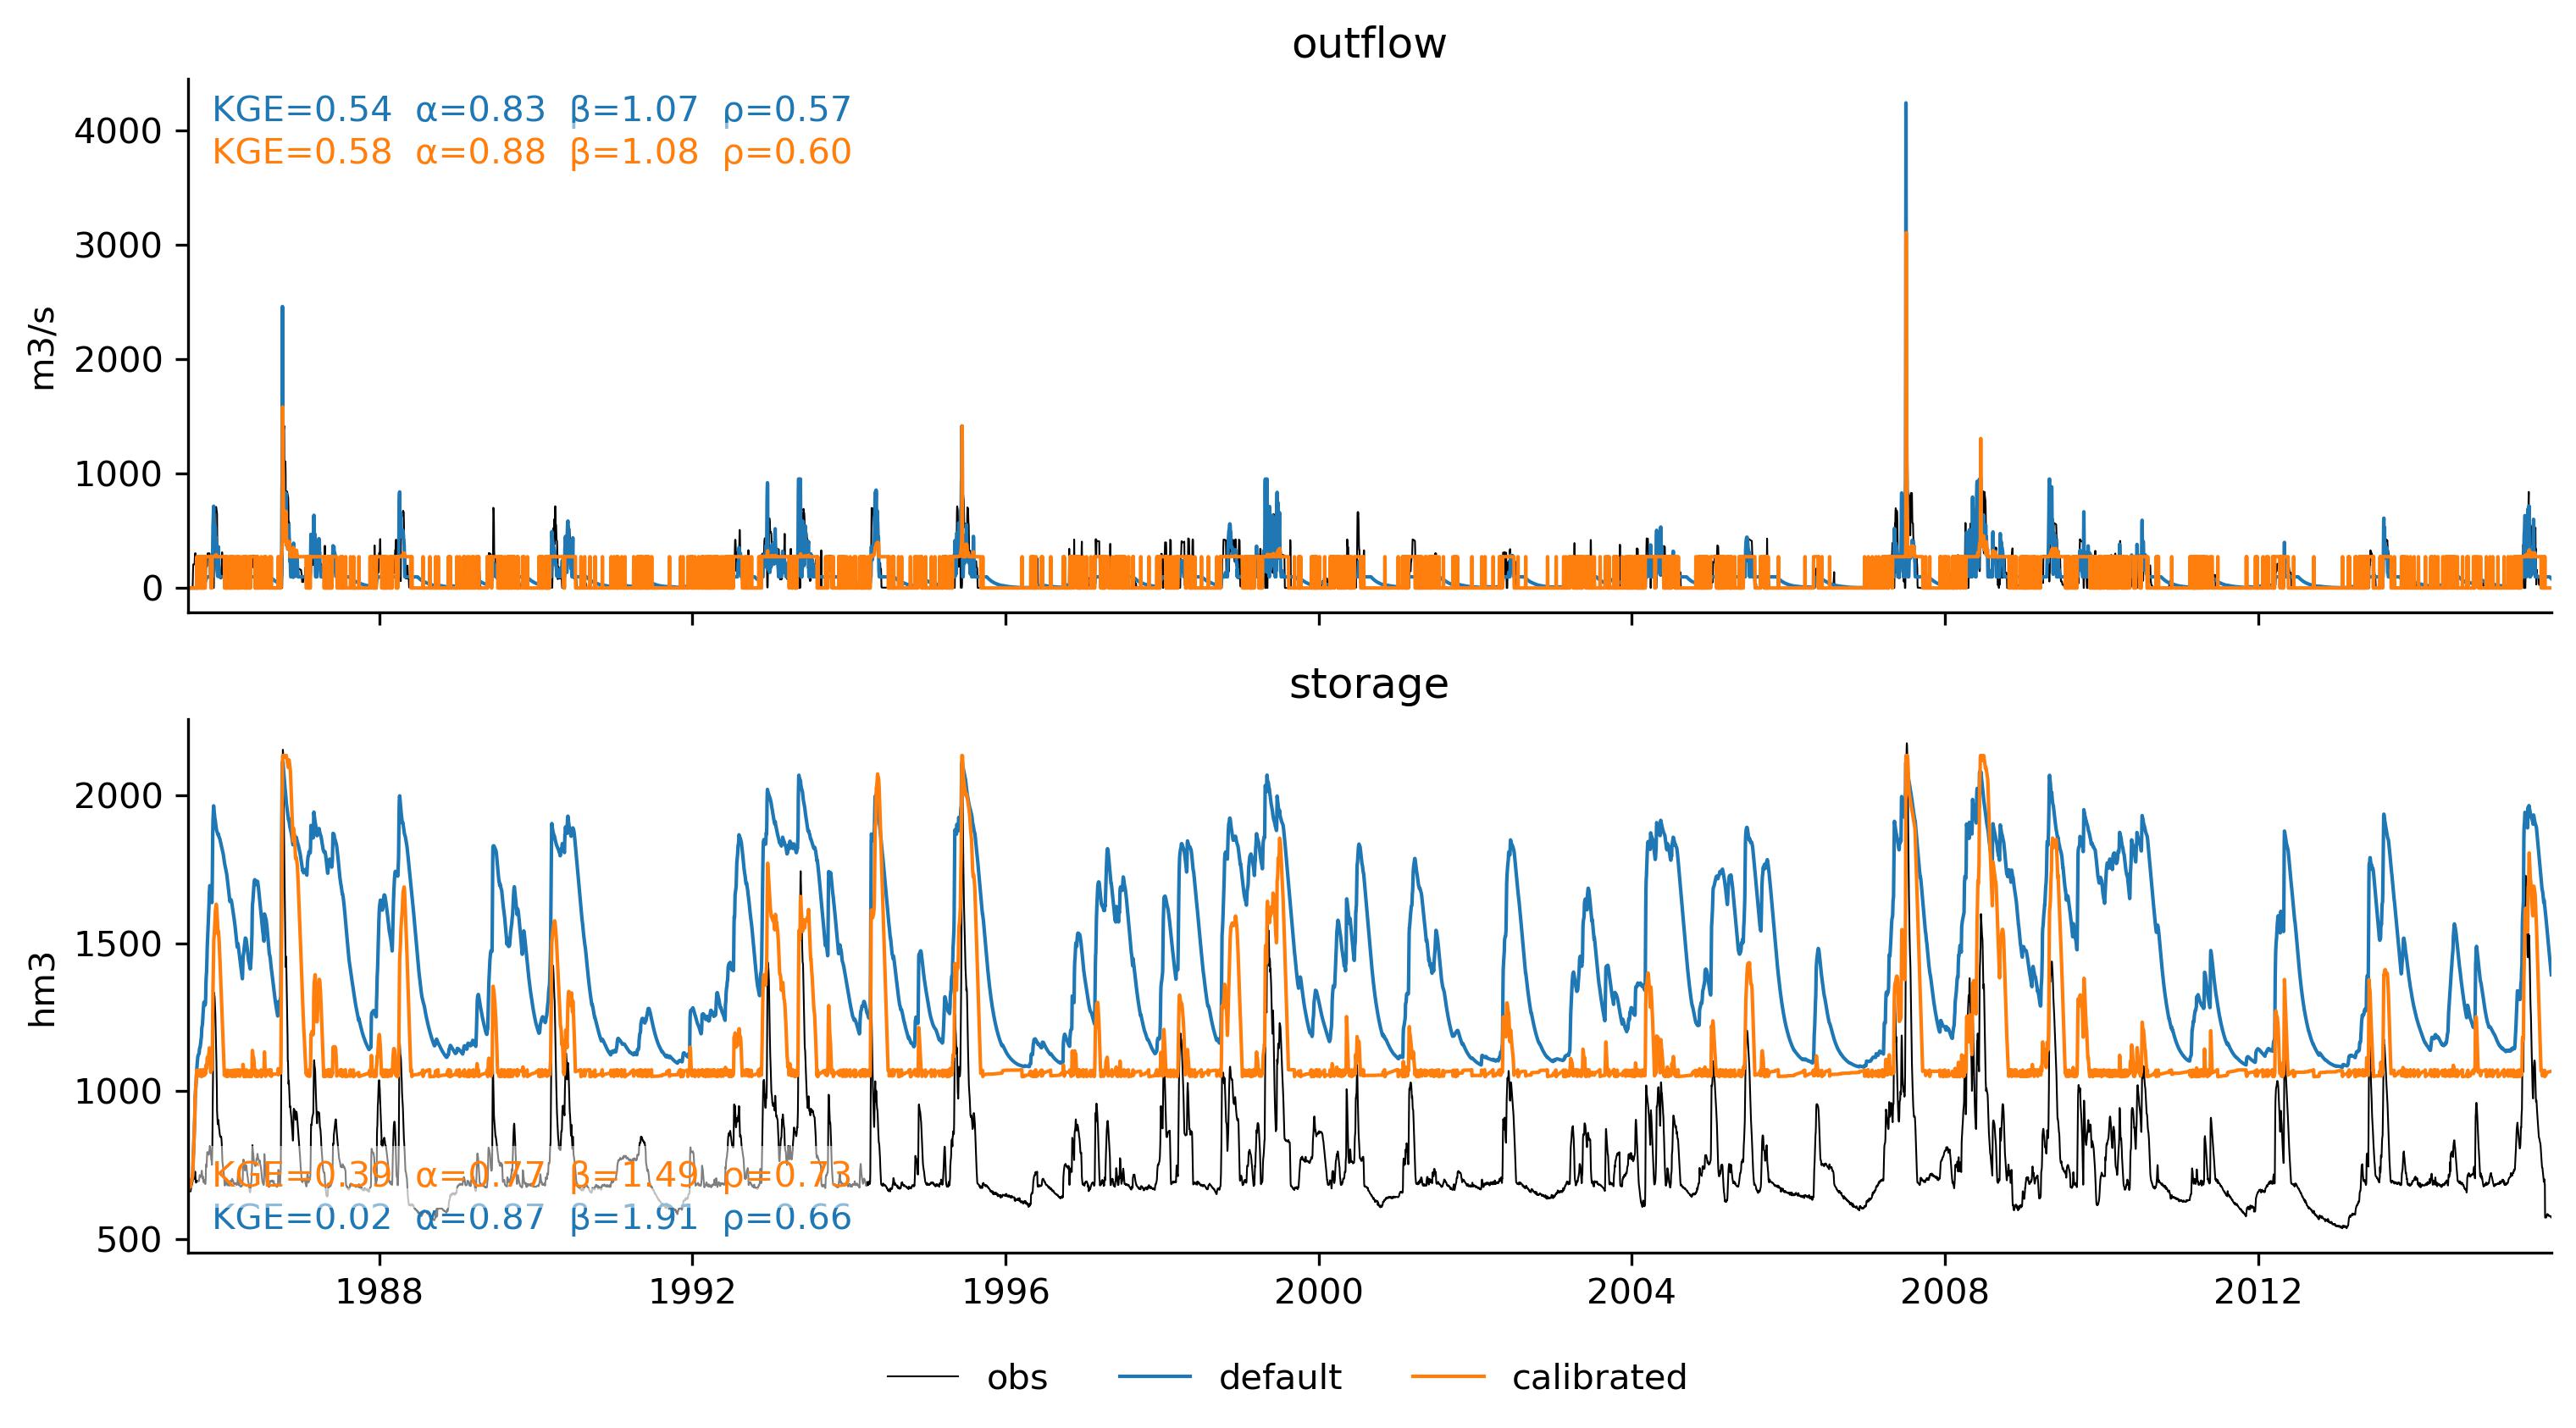 outflow
KGE=0.54 α=0.83 β=1.07 ρ=0.57
KGE=0.58 α=0.88 β=1.08 ρ=0.60
4000
3000
2000
1000
0
m3/s
storage
2000
1500
1000
500
hm3
KGE=0.39 α=0.77 β=1.49 ρ=0.73
KGE=0.02 α=0.87 β=1.91 ρ=0.66
1988 1992 1996 2000 2004 2008 2012
obs default calibrated